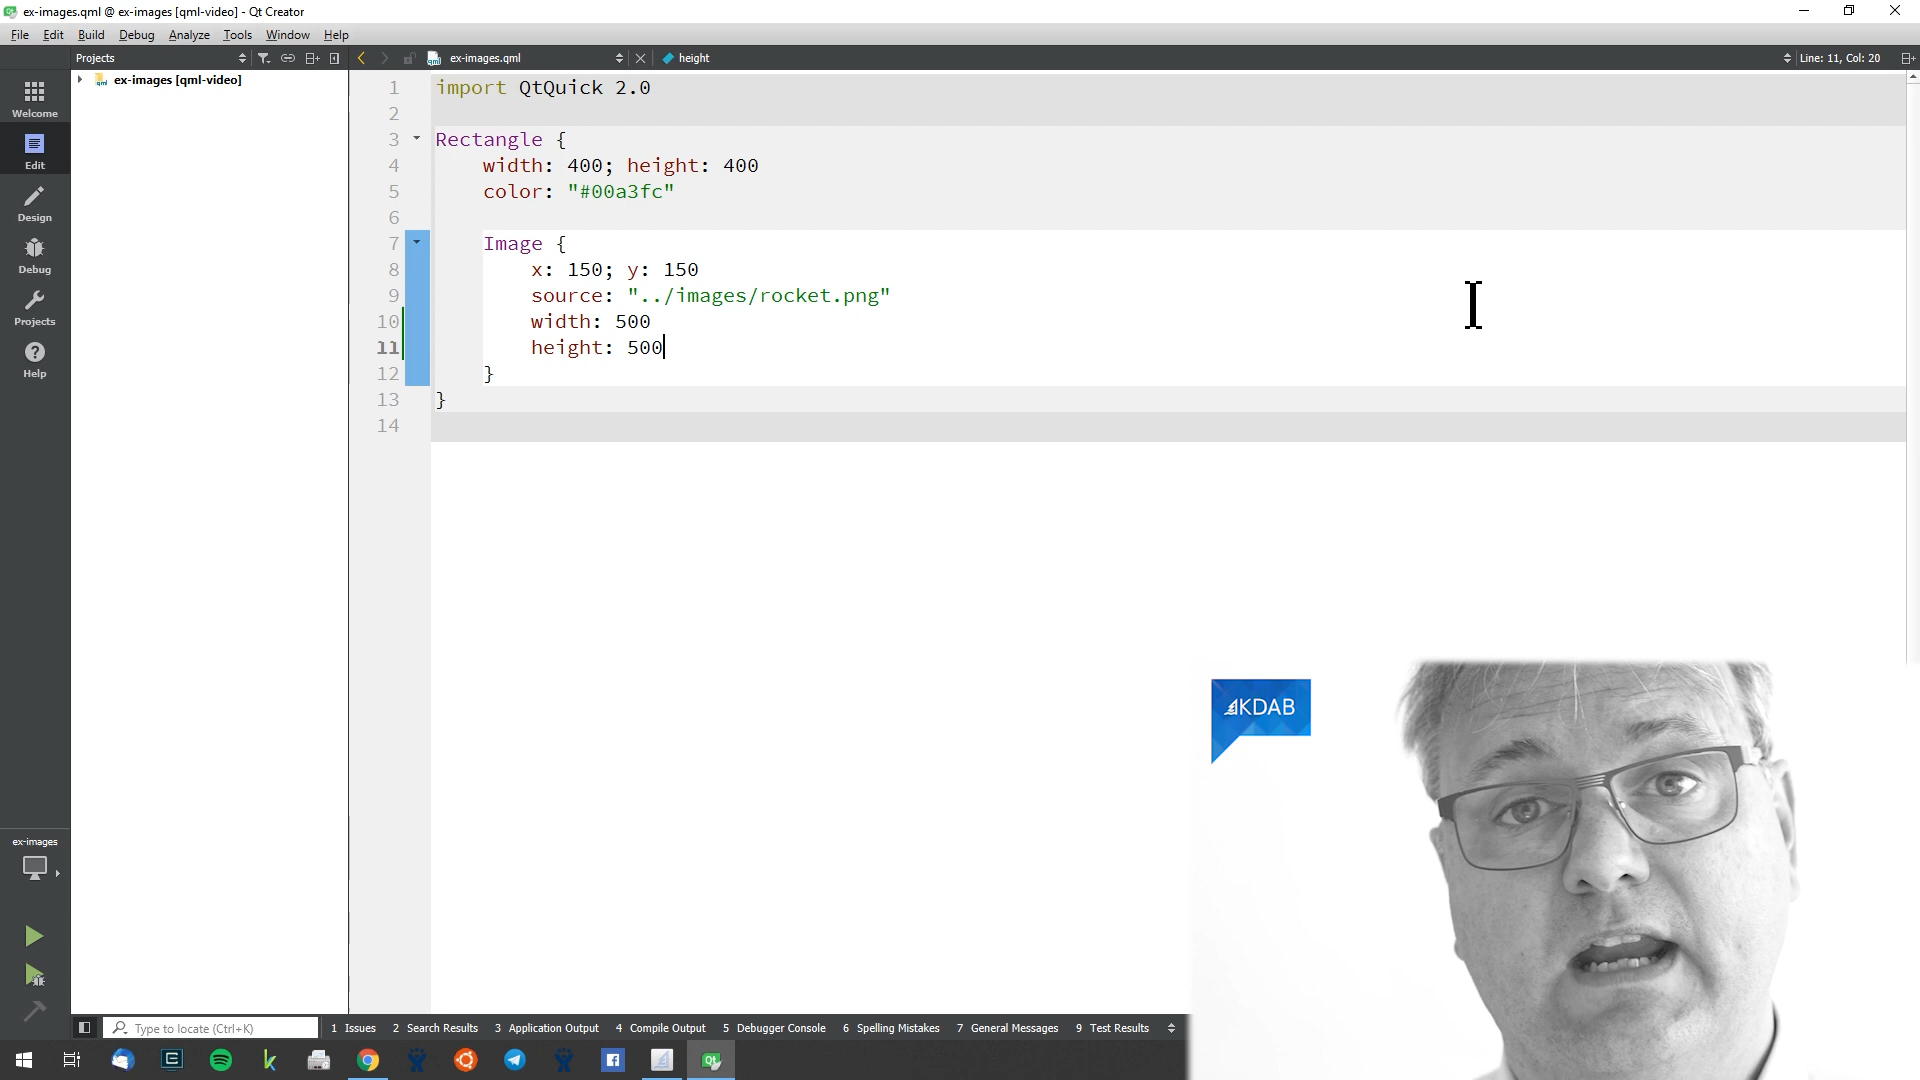 ex-images.qml @ ex-images [qml-video] - Qt Creator
File Edit Build Debug Analyze Tools Window Help
Projects
ex-images.qml
height
Line: 11, Col: 20
ex-images [qml-video]
Welcome
Edit
Design
Debug
Projects
Help
1 import QtQuick 2.0
2
3 Rectangle {
4 width: 400; height: 400
5 color: "#00a3fc"
6
7 Image {
8 x: 150; y: 150
9 source: "../images/rocket.png"
10 width: 500
11 height: 500
12 }
13 }
14
KDAB
ex-images
Type to locate (Ctrl+K)
1 Issues 2 Search Results 3 Application Output 4 Compile Output 5 Debugger Console 6 Spelling Mistakes 7 General Messages 9 Test Results
Qt